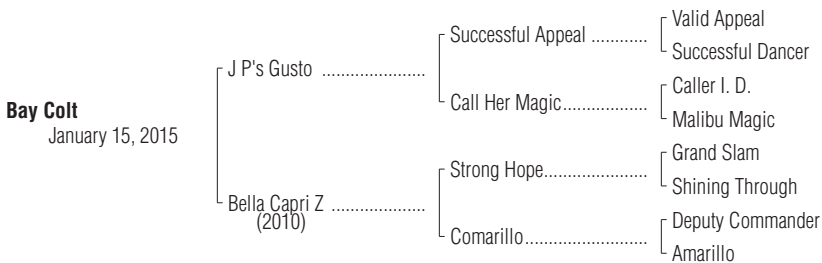 Valid Appeal
Successful Appeal ............
Successful Dancer
J P's Gusto ......................
Caller I. D.
Call Her Magic..................
Malibu Magic
Bay Colt
January 15, 2015
Grand Slam
Strong Hope......................
Shining Through
Bella Capri Z ....................
(2010)
Deputy Commander
Comarillo..........................
Amarillo